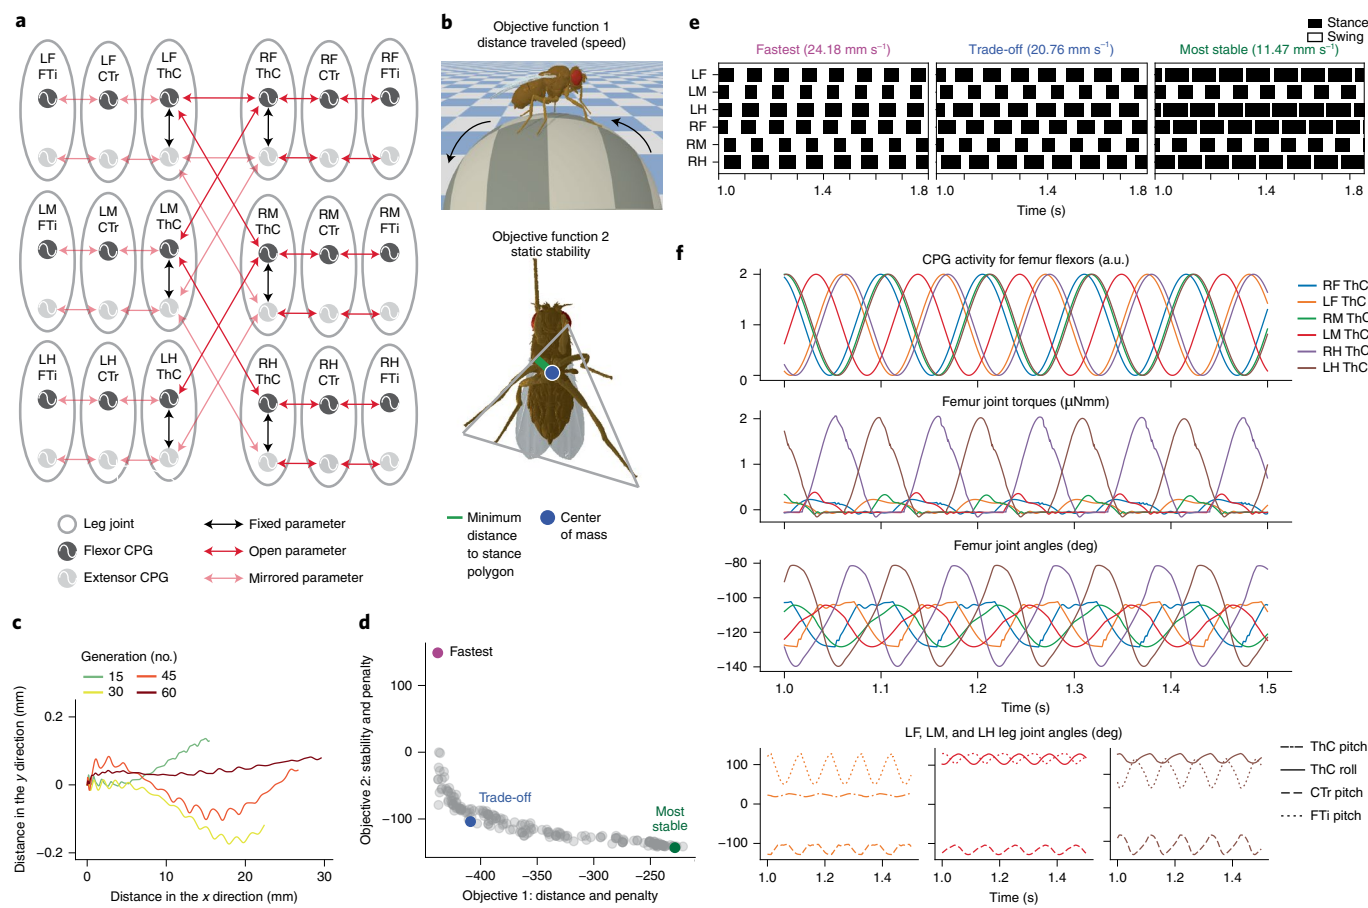 a
LF FTi
LF CTr
LF ThC
RF ThC
RF CTr
RF FTi
LM FTi
LM CTr
LM ThC
RM ThC
RM CTr
RM FTi
LH FTi
LH CTr
LH ThC
RH ThC
RH CTr
RH FTi
Leg joint
Flexor CPG
Extensor CPG
Fixed parameter
Open parameter
Mirrored parameter
b
Objective function 1
distance traveled (speed)
Objective function 2
static stability
Minimum
distance
to stance
polygon
Center
of mass
c
Generation (no.)
15
30
45
60
Distance in the y direction (mm)
0.2
0
−0.2
0
10
20
30
Distance in the x direction (mm)
d
Objective 2: stability and penalty
100
0
−100
Fastest
Trade-off
Most
stable
−400
−350
−300
−250
Objective 1: distance and penalty
e
Stance
Swing
Fastest (24.18 mm s⁻¹)
Trade-off (20.76 mm s⁻¹)
Most stable (11.47 mm s⁻¹)
LF
LM
LH
RF
RM
RH
1.0 1.4 1.8
1.0 1.4 1.8
1.0 1.4 1.8
Time (s)
f
CPG activity for femur flexors (a.u.)
2
1
0
RF ThC
LF ThC
RM ThC
LM ThC
RH ThC
LH ThC
Femur joint torques (μNmm)
2
1
0
Femur joint angles (deg)
−80
−100
−120
−140
1.0 1.1 1.2 1.3 1.4 1.5
Time (s)
LF, LM, and LH leg joint angles (deg)
100
0
−100
1.0 1.2 1.4
1.0 1.2 1.4
1.0 1.2 1.4
Time (s)
ThC pitch
ThC roll
CTr pitch
FTi pitch